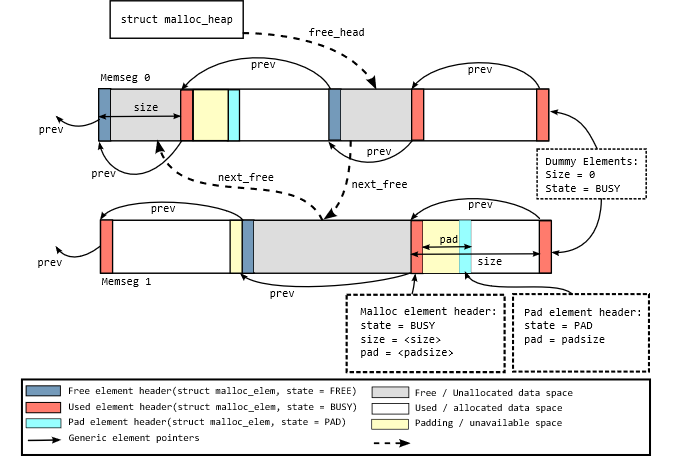 struct malloc_heap
free_head
prev
prev
Memseg 0
size
prev
prev
prev
Dummy Elements:
Size = 0
State = BUSY
next_free
next_free
prev
prev
pad
prev
size
Memseg 1
prev
Malloc element header:
state = BUSY
size = <size>
pad = <padsize>
Pad element header:
state = PAD
pad = padsize
Free element header(struct malloc_elem, state = FREE)
Used element header(struct malloc_elem, state = BUSY)
Pad element header(struct malloc_elem, state = PAD)
Generic element pointers
Free / Unallocated data space
Used / allocated data space
Padding / unavailable space